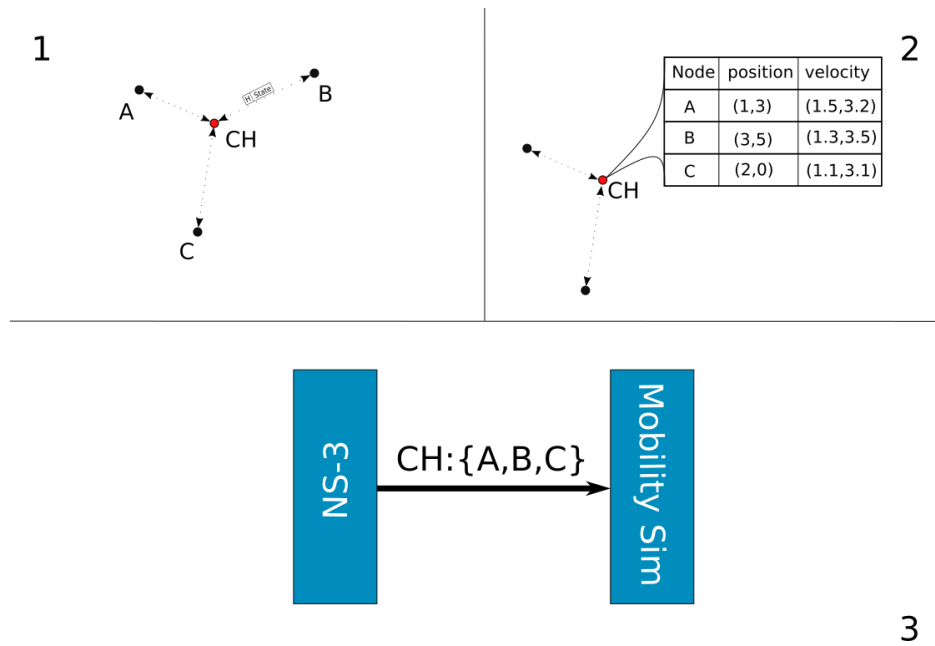 1
A
B
H State
CH
C
2
Node position velocity
A (1,3) (1.5,3.2)
B (3,5) (1.3,3.5)
C (2,0) (1.1,3.1)
CH
NS-3
CH:{A,B,C}
Mobility Sim
3